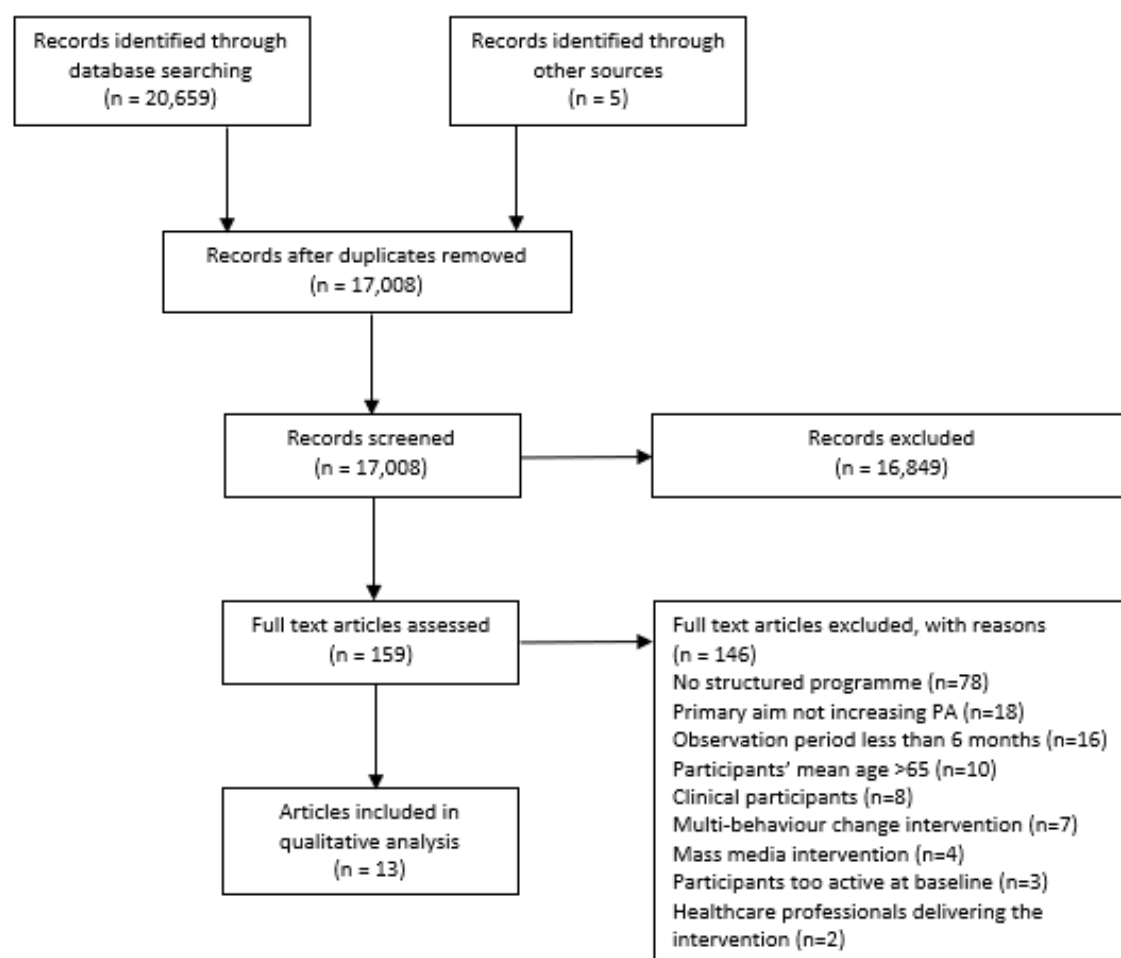 Records identified through
database searching
(n = 20,659)
Records identified through
other sources
(n = 5)
Records after duplicates removed
(n = 17,008)
Records screened
(n = 17,008)
Records excluded
(n = 16,849)
Full text articles assessed
(n = 159)
Full text articles excluded, with reasons
(n = 146)
No structured programme (n=78)
Primary aim not increasing PA (n=18)
Observation period less than 6 months (n=16)
Participants’ mean age >65 (n=10)
Clinical participants (n=8)
Multi-behaviour change intervention (n=7)
Mass media intervention (n=4)
Participants too active at baseline (n=3)
Healthcare professionals delivering the
intervention (n=2)
Articles included in
qualitative analysis
(n = 13)